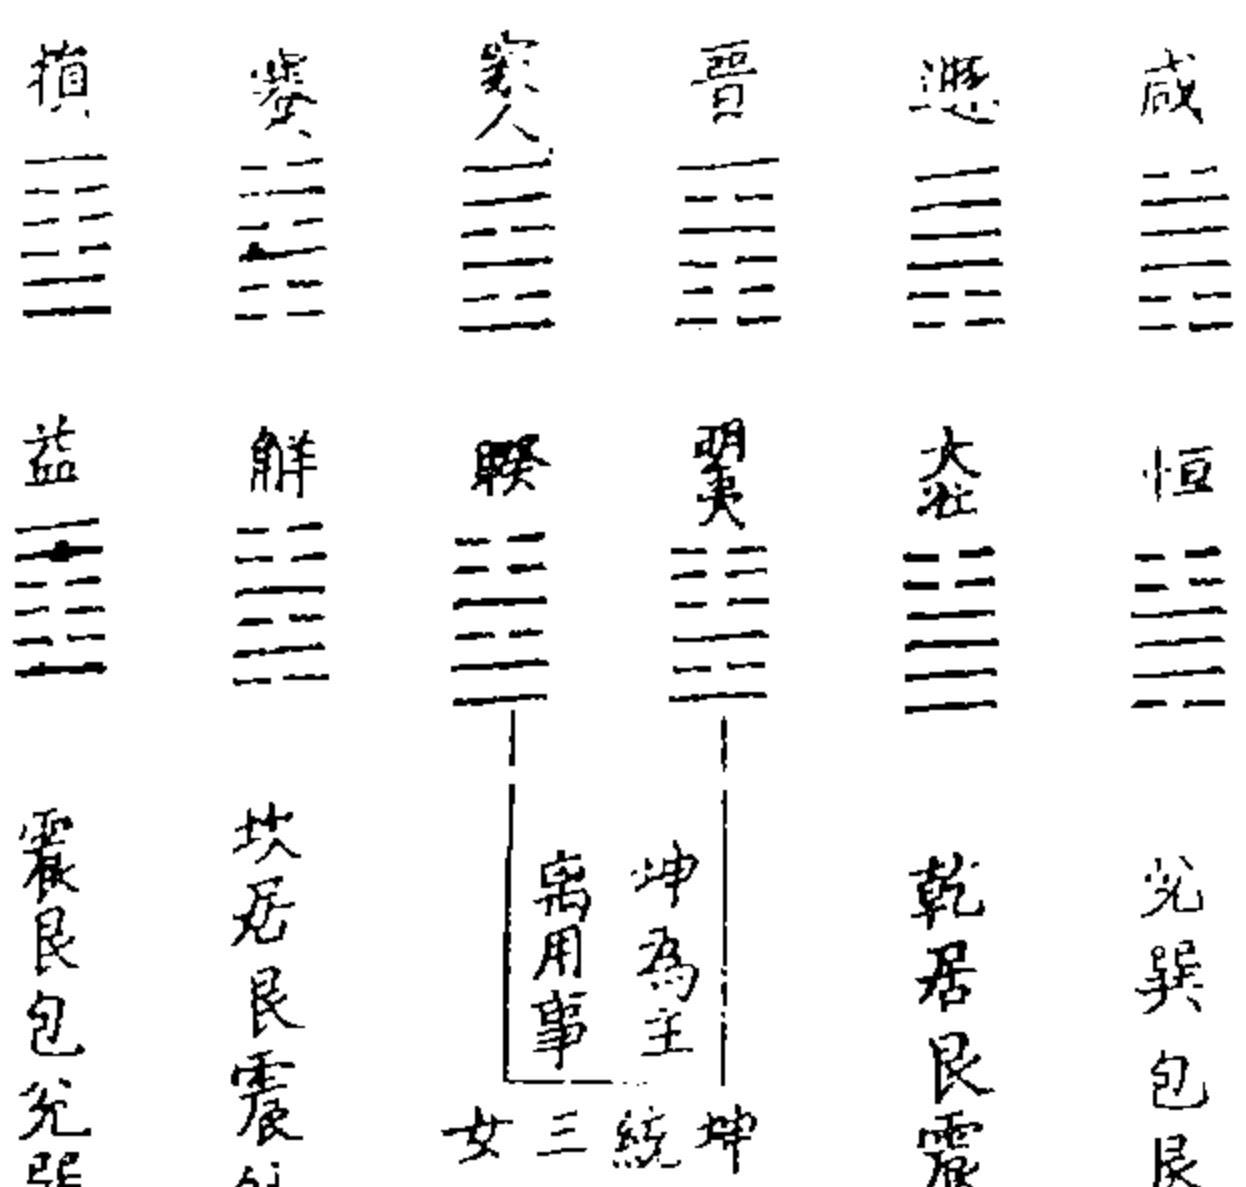 咸
遯
晉
家人
蹇
損
恒
大壯
明夷
睽
解
益
兌巽包艮
乾居艮震
坤為主
离用事
坤統三女
坎居艮震
震艮包兌巽